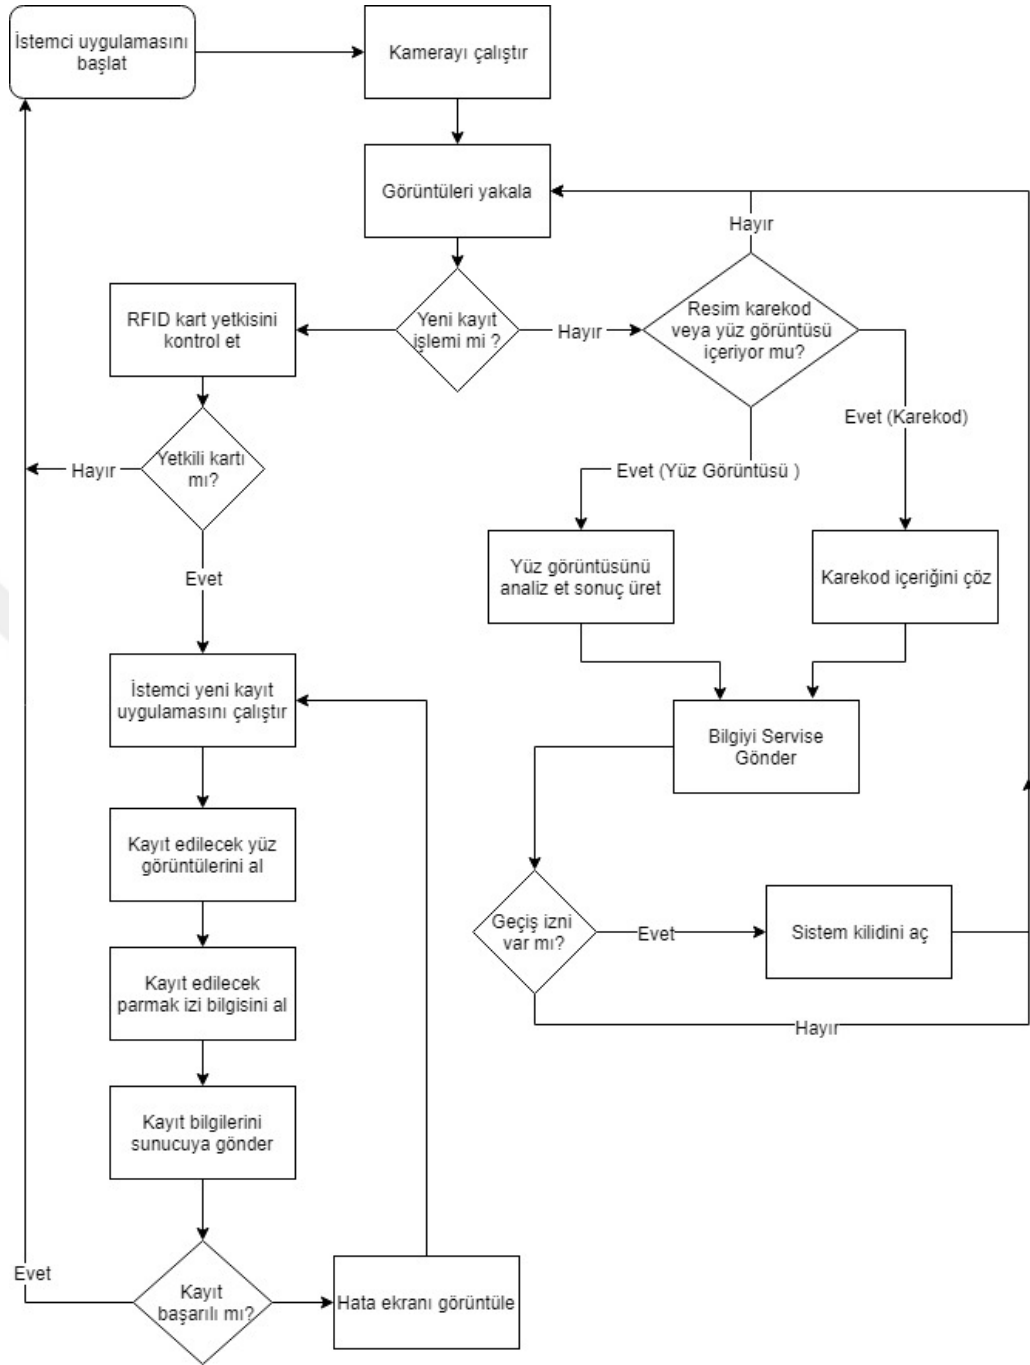 İstemci uygulamasını
başlat
Kamerayı çalıştır
Görüntüleri yakala
Hayır
RFID kart yetkisini
kontrol et
Yeni kayıt
işlemi mi ?
Hayır
Resim karekod
veya yüz görüntüsü
içeriyor mu?
Evet (Karekod)
Hayır
Yetkili kartı
mı?
Evet (Yüz Görüntüsü )
Evet
Yüz görüntüsünü
analiz et sonuç üret
Karekod içeriğini çöz
İstemci yeni kayıt
uygulamasını çalıştır
Bilgiyi Servise
Gönder
Kayıt edilecek yüz
görüntülerini al
Geçiş izni
var mı?
Evet
Sistem kilidini aç
Kayıt edilecek
parmak izi bilgisini al
Hayır
Kayıt bilgilerini
sunucuya gönder
Evet
Kayıt
başarılı mı?
Hata ekranı görüntüle